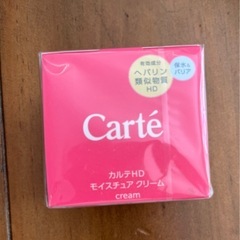 有効成分
ヘパリン
類似物質
HD
保水&
バリア
Carté
カルテHD
モイスチュア クリーム
cream